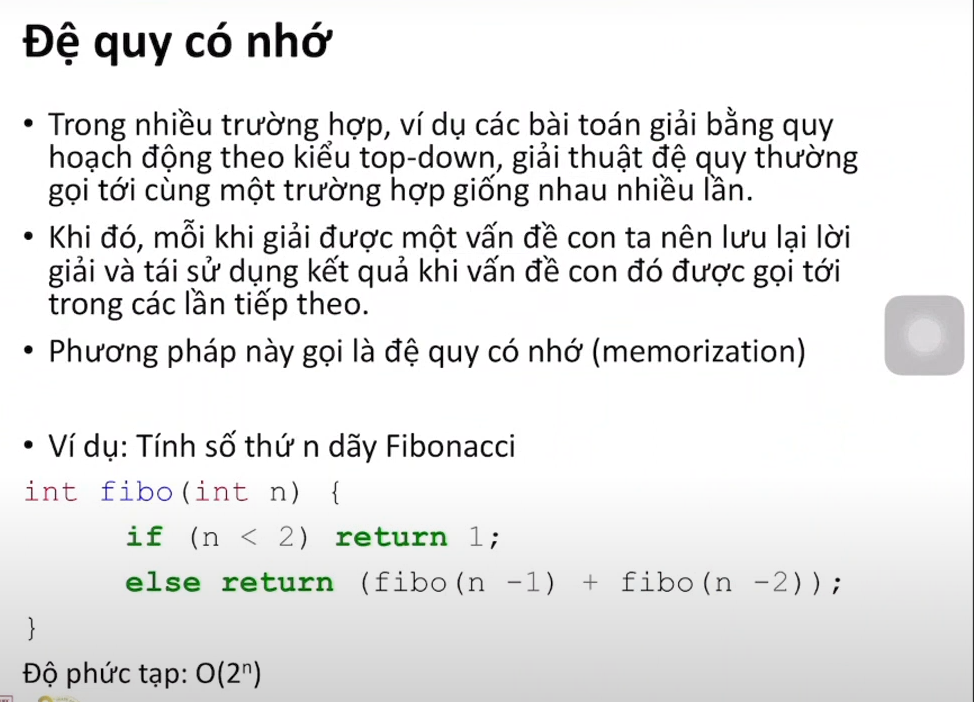 Đệ quy có nhớ
• Trong nhiều trường hợp, ví dụ các bài toán giải bằng quy
hoạch động theo kiểu top-down, giải thuật đệ quy thường
gọi tới cùng một trường hợp giống nhau nhiều lần.
• Khi đó, mỗi khi giải được một vấn đề con ta nên lưu lại lời
giải và tái sử dụng kết quả khi vấn đề con đó được gọi tới
trong các lần tiếp theo.
• Phương pháp này gọi là đệ quy có nhớ (memorization)
• Ví dụ: Tính số thứ n dãy Fibonacci
int fibo(int n) {
if (n < 2) return 1;
else return (fibo(n -1) + fibo(n -2));
}
Độ phức tạp: O(2ⁿ)